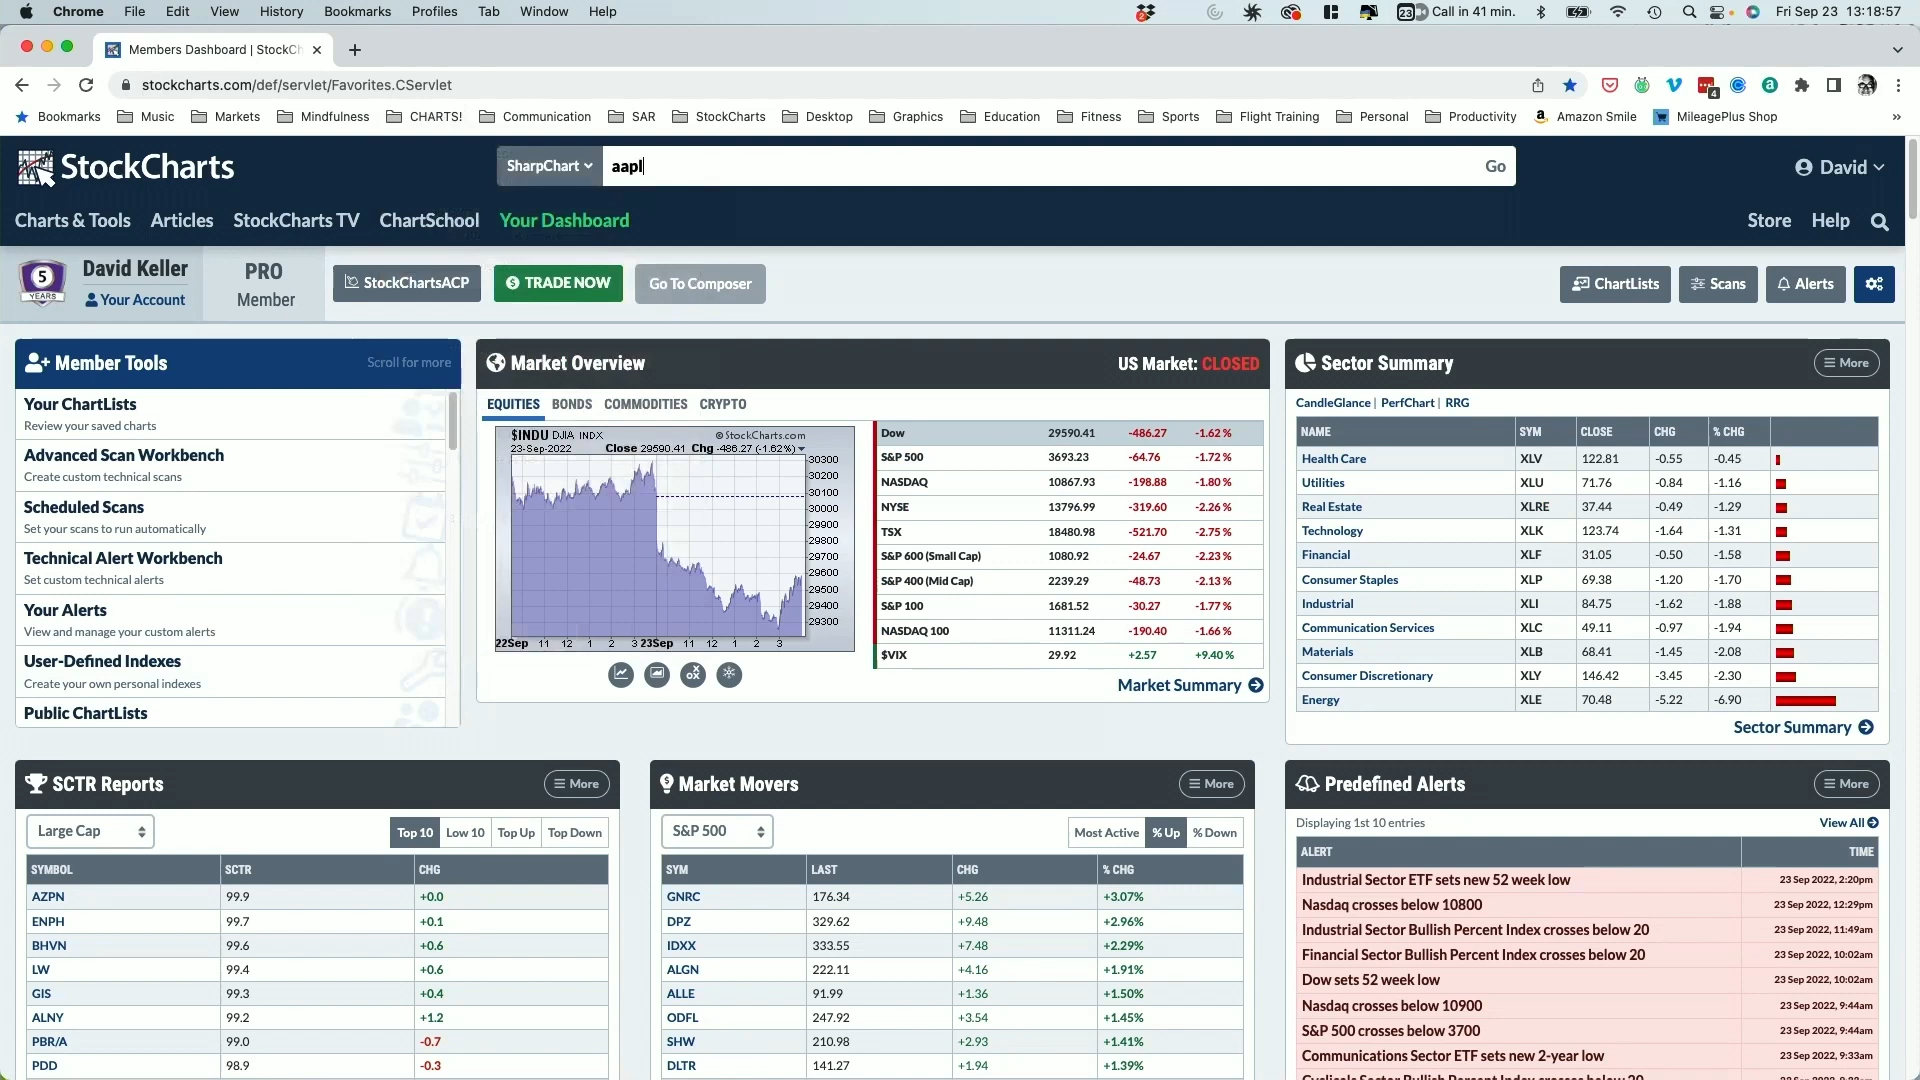 Chrome File Edit View History Bookmarks Profiles Tab Window Help 2 23 Call in 41 min. Fri Sep 23 13:18:57
Members Dashboard | StockCh
stockcharts.com/def/servlet/Favorites.CServlet 4
Bookmarks Music Markets Mindfulness CHARTS! Communication SAR StockCharts Desktop Graphics Education Fitness Sports Flight Training Personal Productivity Amazon Smile MileagePlus Shop »
StockCharts SharpChart aapl Go David
Charts & Tools Articles StockCharts TV ChartSchool Your Dashboard Store Help
5 YEARS David Keller Your Account PRO Member StockChartsACP TRADE NOW Go To Composer ChartLists Scans Alerts
Member Tools Scroll for more
Your ChartLists
Review your saved charts
Advanced Scan Workbench
Create custom technical scans
Scheduled Scans
Set your scans to run automatically
Technical Alert Workbench
Set custom technical alerts
Your Alerts
View and manage your custom alerts
User-Defined Indexes
Create your own personal indexes
Public ChartLists
Market Overview US Market: CLOSED
EQUITIES BONDS COMMODITIES CRYPTO
$INDU DJIA INDX © StockCharts.com
23-Sep-2022 Close 29590.41 Chg -486.27 (-1.62%)
30300
30200
30100
30000
29900
29800
29700
29600
29500
29400
29300
22Sep 11 12 1 2 3 23Sep 11 12 1 2 3
Dow 29590.41 -486.27 -1.62 %
S&P 500 3693.23 -64.76 -1.72 %
NASDAQ 10867.93 -198.88 -1.80 %
NYSE 13796.99 -319.60 -2.26 %
TSX 18480.98 -521.70 -2.75 %
S&P 600 (Small Cap) 1080.92 -24.67 -2.23 %
S&P 400 (Mid Cap) 2239.29 -48.73 -2.13 %
S&P 100 1681.52 -30.27 -1.77 %
NASDAQ 100 11311.24 -190.40 -1.66 %
$VIX 29.92 +2.57 +9.40 %
Market Summary
Sector Summary More
CandleGlance | PerfChart | RRG
NAME SYM CLOSE CHG % CHG
Health Care XLV 122.81 -0.55 -0.45
Utilities XLU 71.76 -0.84 -1.16
Real Estate XLRE 37.44 -0.49 -1.29
Technology XLK 123.74 -1.64 -1.31
Financial XLF 31.05 -0.50 -1.58
Consumer Staples XLP 69.38 -1.20 -1.70
Industrial XLI 84.75 -1.62 -1.88
Communication Services XLC 49.11 -0.97 -1.94
Materials XLB 68.41 -1.45 -2.08
Consumer Discretionary XLY 146.42 -3.45 -2.30
Energy XLE 70.48 -5.22 -6.90
Sector Summary
SCTR Reports More
Large Cap Top 10 Low 10 Top Up Top Down
SYMBOL SCTR CHG
AZPN 99.9 +0.0
ENPH 99.7 +0.1
BHVN 99.6 +0.6
LW 99.4 +0.6
GIS 99.3 +0.4
ALNY 99.2 +1.2
PBR/A 99.0 -0.7
PDD 98.9 -0.3
Market Movers More
S&P 500 Most Active % Up % Down
SYM LAST CHG % CHG
GNRC 176.34 +5.26 +3.07%
DPZ 329.62 +9.48 +2.96%
IDXX 333.55 +7.48 +2.29%
ALGN 222.11 +4.16 +1.91%
ALLE 91.99 +1.36 +1.50%
ODFL 247.92 +3.54 +1.45%
SHW 210.98 +2.93 +1.41%
DLTR 141.27 +1.94 +1.39%
Predefined Alerts More
Displaying 1st 10 entries View All
ALERT TIME
Industrial Sector ETF sets new 52 week low 23 Sep 2022, 2:20pm
Nasdaq crosses below 10800 23 Sep 2022, 12:29pm
Industrial Sector Bullish Percent Index crosses below 20 23 Sep 2022, 11:49am
Financial Sector Bullish Percent Index crosses below 20 23 Sep 2022, 10:02am
Dow sets 52 week low 23 Sep 2022, 10:02am
Nasdaq crosses below 10900 23 Sep 2022, 9:44am
S&P 500 crosses below 3700 23 Sep 2022, 9:44am
Communications Sector ETF sets new 2-year low 23 Sep 2022, 9:33am